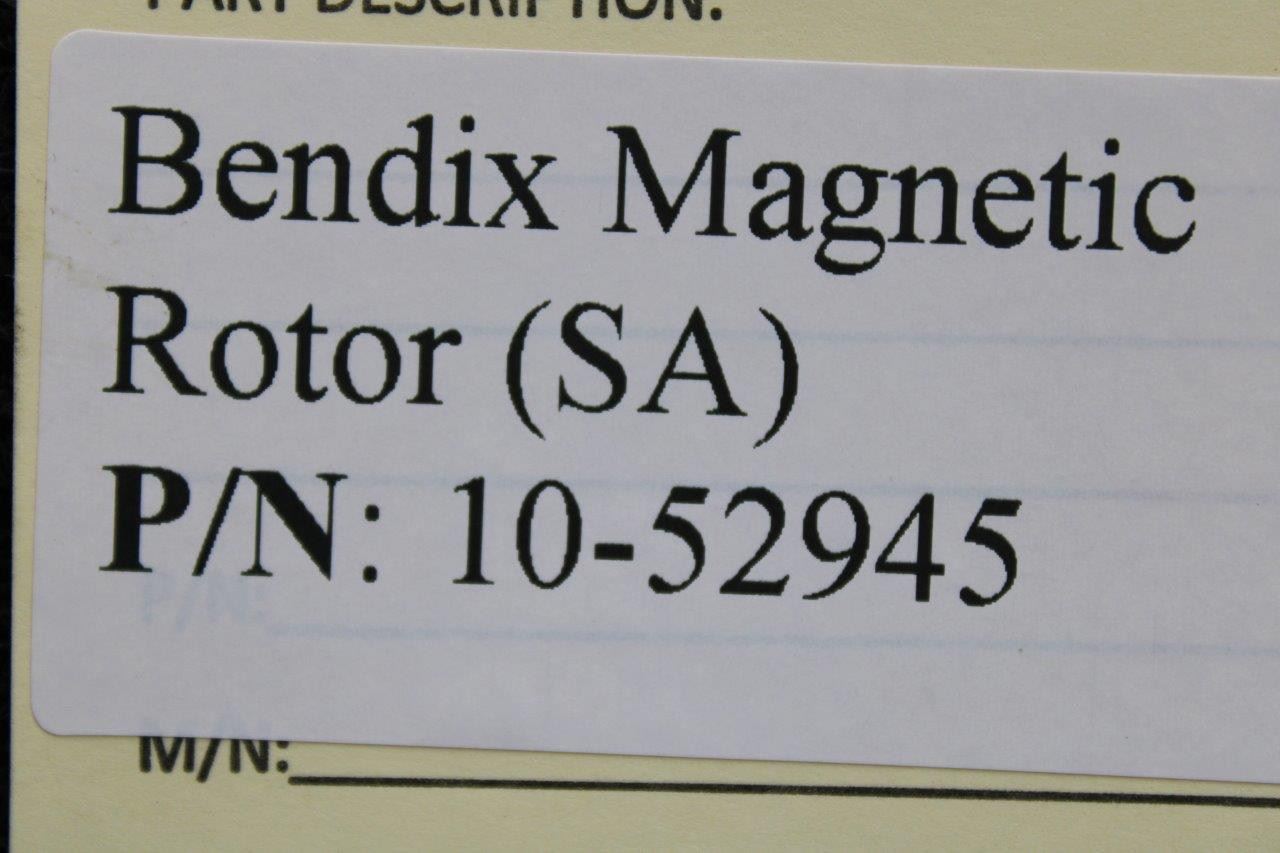 PART DESCRIPTION:
Bendix Magnetic
Rotor (SA)
P/N: 10-52945
P/N:
M/N: